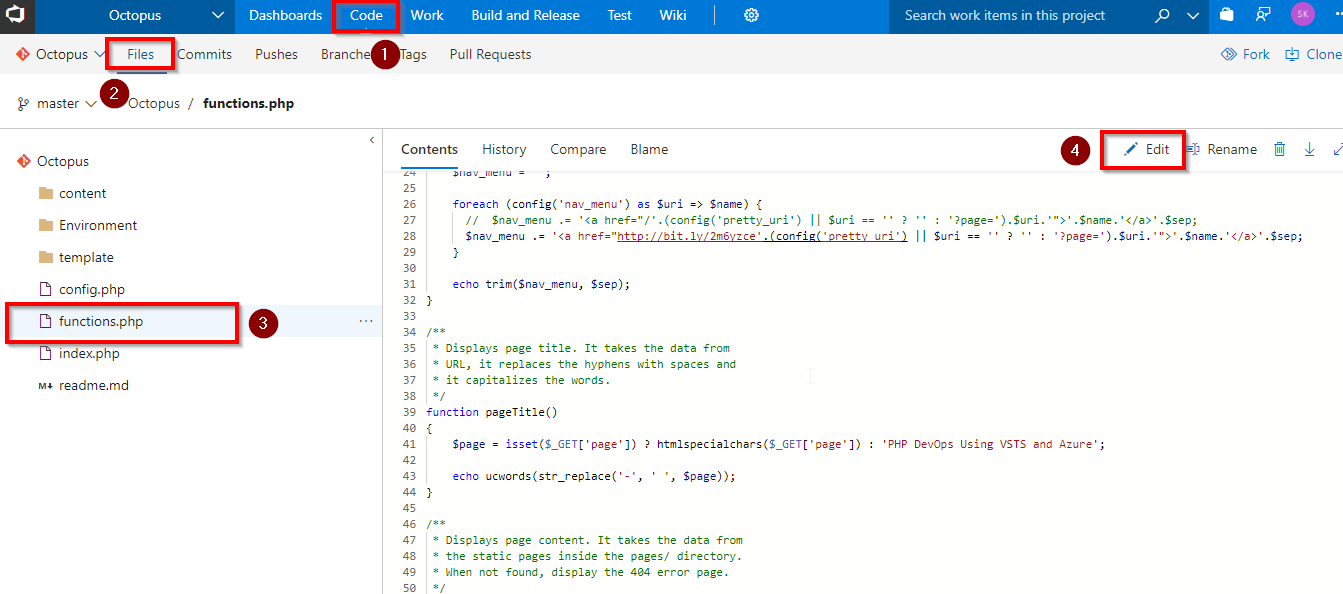 Octopus Dashboards Code Work Build and Release Test Wiki Search work items in this project SK
Octopus Files Commits Pushes Branche 1 Tags Pull Requests Fork Clone
2
master Octopus / functions.php
Octopus
content
Environment
template
config.php
functions.php 3 ...
index.php
M↓ readme.md
Contents History Compare Blame 4 Edit Rename
24 $nav_menu = '';
25
26 foreach (config('nav_menu') as $uri => $name) {
27 // $nav_menu .= '<a href="/'.(config('pretty_uri') || $uri == '' ? '' : '?page=').$uri.'">'.$name.'</a>'.$sep;
28 $nav_menu .= '<a href="http://bit.ly/2m6yzce'.(config('pretty_uri') || $uri == '' ? '' : '?page=').$uri.'">'.$name.'</a>'.$sep;
29 }
30
31 echo trim($nav_menu, $sep);
32 }
33
34 /**
35 * Displays page title. It takes the data from
36 * URL, it replaces the hyphens with spaces and
37 * it capitalizes the words.
38 */
39 function pageTitle()
40 {
41 $page = isset($_GET['page']) ? htmlspecialchars($_GET['page']) : 'PHP DevOps Using VSTS and Azure';
42
43 echo ucwords(str_replace('-', ' ', $page));
44 }
45
46 /**
47 * Displays page content. It takes the data from
48 * the static pages inside the pages/ directory.
49 * When not found, display the 404 error page.
50 */